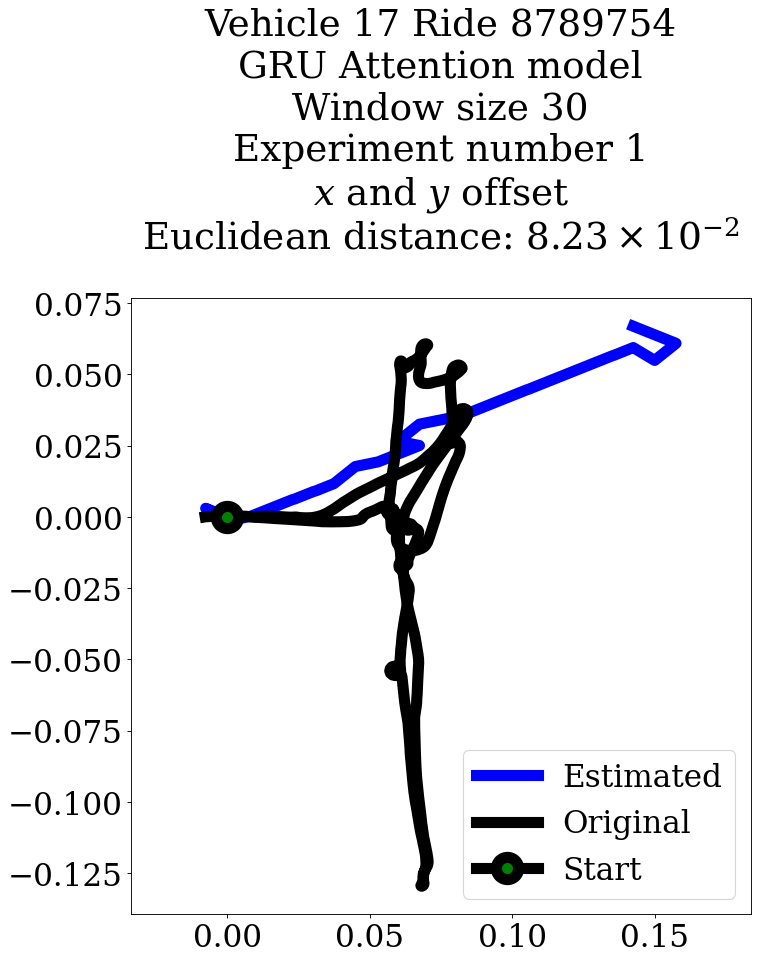 Vehicle 17 Ride 8789754
GRU Attention model
Window size 30
Experiment number 1
x and y offset
Euclidean distance: 8.23 × 10⁻²
0.075
0.050
0.025
0.000
−0.025
−0.050
−0.075
−0.100
−0.125
Estimated
Original
Start
0.00 0.05 0.10 0.15